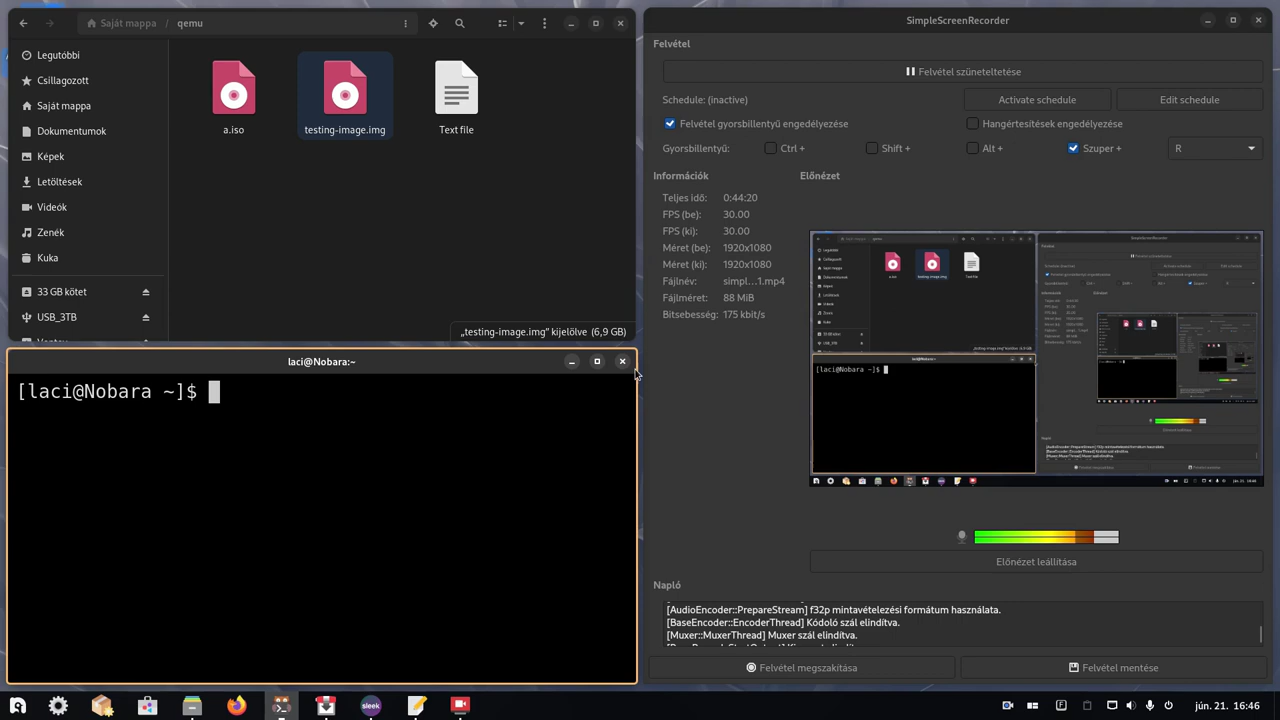 Saját mappa / qemu
Legutóbbi
Csillagozott
Saját mappa
Dokumentumok
Képek
Letöltések
Videók
Zenék
Kuka
33 GB kötet
USB_3TB
a.iso
testing-image.img
Text file
„testing-image.img” kijelölve (6,9 GB)
laci@Nobara:~
[laci@Nobara ~]$
SimpleScreenRecorder
Felvétel
Felvétel szüneteltetése
Schedule: (inactive)
Activate schedule
Edit schedule
Felvétel gyorsbillentyű engedélyezése
Hangértesítések engedélyezése
Gyorsbillentyű:
Ctrl +
Shift +
Alt +
Szuper +
R
Információk
Előnézet
Teljes idő: 0:44:20
FPS (be): 30.00
FPS (ki): 30.00
Méret (be): 1920x1080
Méret (ki): 1920x1080
Fájlnév: simpl...1.mp4
Fájlméret: 88 MiB
Bitsebesség: 175 kbit/s
[laci@Nobara ~]$
Előnézet leállítása
Napló
[AudioEncoder::PrepareStream] f32p mintavételezési formátum használata.
[BaseEncoder::EncoderThread] Kódoló szál elindítva.
[Muxer::MuxerThread] Muxer szál elindítva.
Felvétel megszakítása
Felvétel mentése
sleek
F
jún. 21. 16:46